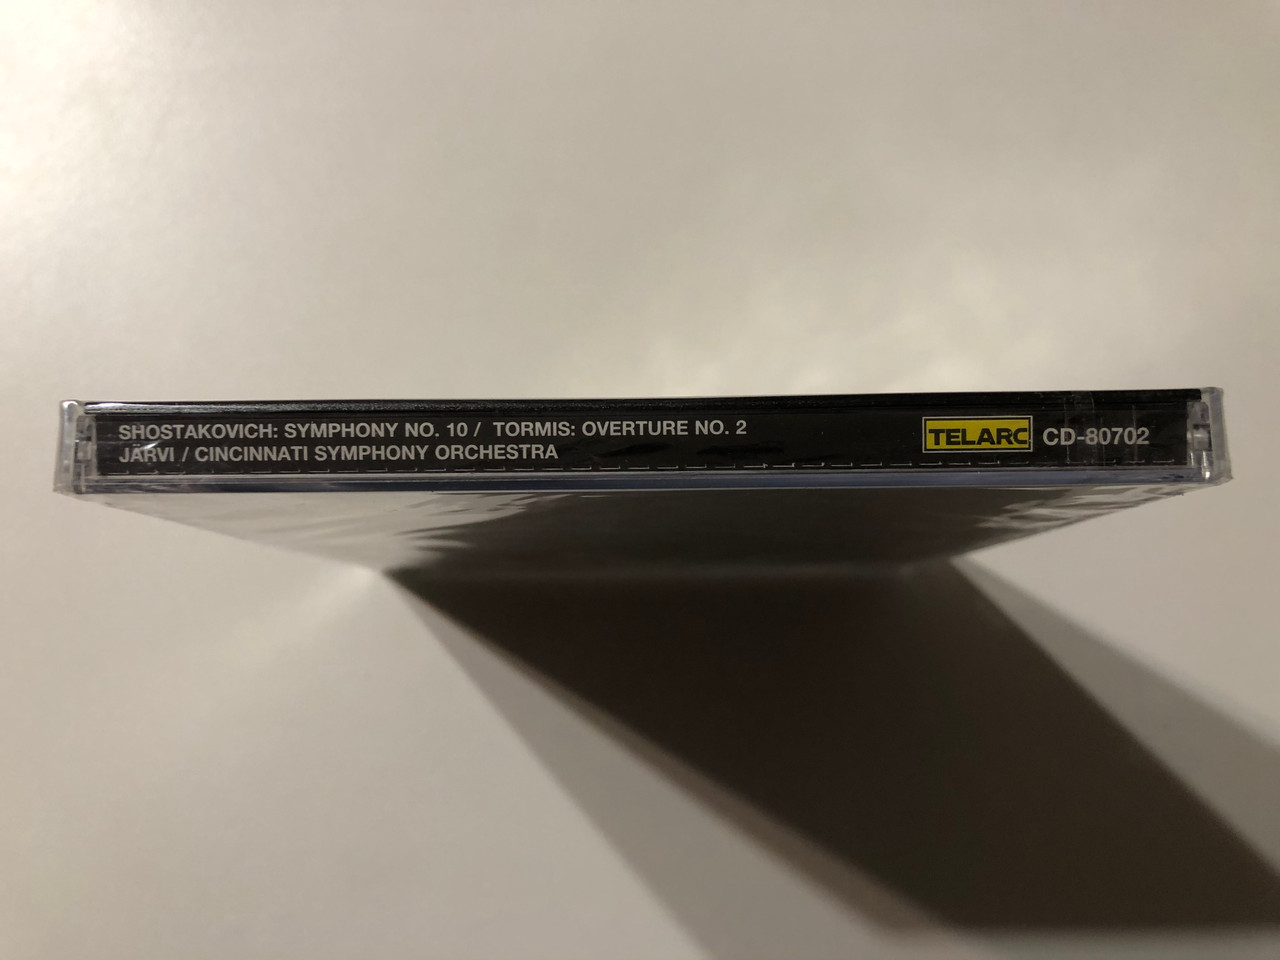 SHOSTAKOVICH: SYMPHONY NO. 10 / TORMIS: OVERTURE NO. 2
JÄRVI / CINCINNATI SYMPHONY ORCHESTRA
TELARC CD-80702